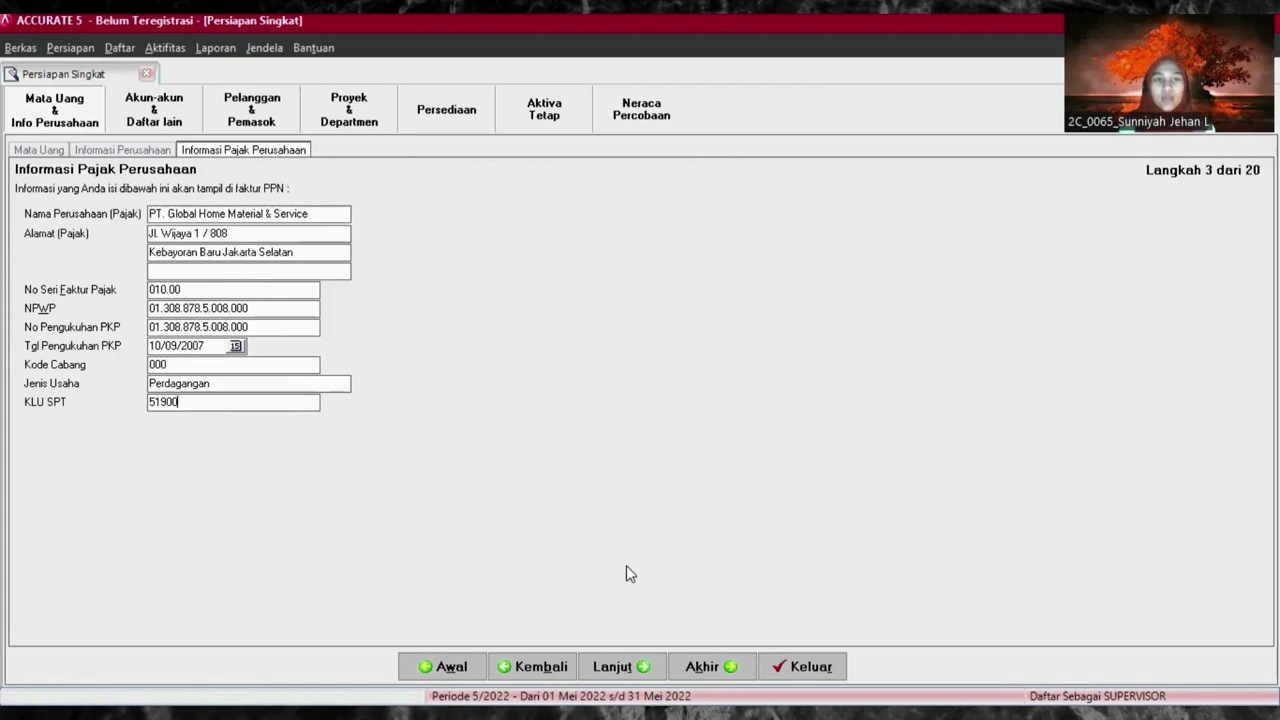 ACCURATE 5 - Belum Teregistrasi - [Persiapan Singkat]
Berkas Persiapan Daftar Aktifitas Laporan Jendela Bantuan
Persiapan Singkat
Mata Uang & Info Perusahaan
Akun-akun & Daftar lain
Pelanggan & Pemasok
Proyek & Departmen
Persediaan
Aktiva Tetap
Neraca Percobaan
2C_0065_Sunniyah Jehan L
Mata Uang Informasi Perusahaan Informasi Pajak Perusahaan
Informasi Pajak Perusahaan Langkah 3 dari 20
Informasi yang Anda isi dibawah ini akan tampil di faktur PPN :
Nama Perusahaan (Pajak) PT. Global Home Material & Service
Alamat (Pajak) Jl. Wijaya 1 / 808
Kebayoran Baru Jakarta Selatan
No Seri Faktur Pajak 010.00
NPWP 01.308.878.5.008.000
No Pengukuhan PKP 01.308.878.5.008.000
Tgl Pengukuhan PKP 10/09/2007
Kode Cabang 000
Jenis Usaha Perdagangan
KLU SPT 51900
Awal Kembali Lanjut Akhir Keluar
Periode 5/2022 - Dari 01 Mei 2022 s/d 31 Mei 2022 Daftar Sebagai SUPERVISOR